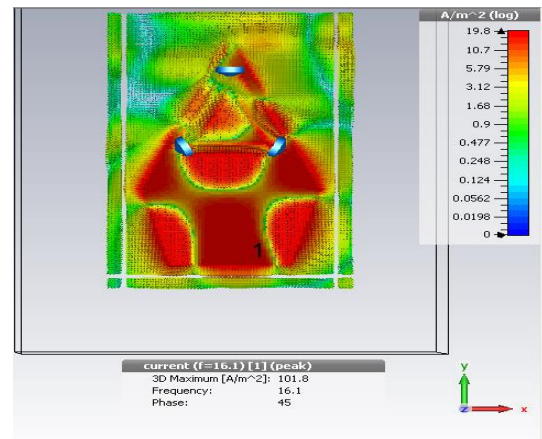 A/m^2 (log)
19.8
10.7
5.79
3.12
1.68
0.9
0.477
0.248
0.124
0.0562
0.0198
0
1
current (f=16.1) [1] (peak)
3D Maximum [A/m^2]: 101.8
Frequency: 16.1
Phase: 45
y
z
x